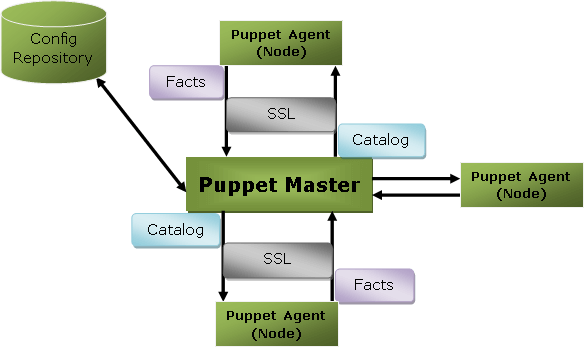 Config
Repository
Puppet Agent
(Node)
Facts
SSL
Catalog
Puppet Master
Puppet Agent
(Node)
Catalog
SSL
Facts
Puppet Agent
(Node)